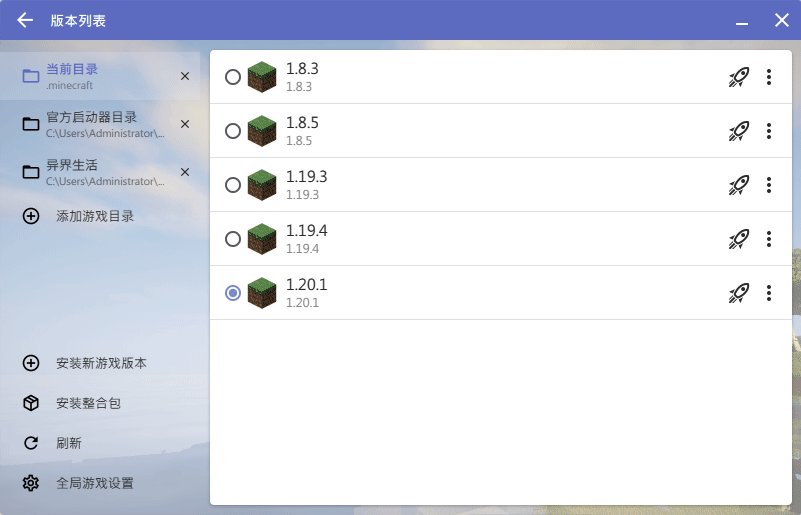 版本列表
当前目录
.minecraft
官方启动器目录
C:\Users\Administrator\...
异界生活
C:\Users\Administrator\...
添加游戏目录
安装新游戏版本
安装整合包
刷新
全局游戏设置
1.8.3
1.8.3
1.8.5
1.8.5
1.19.3
1.19.3
1.19.4
1.19.4
1.20.1
1.20.1